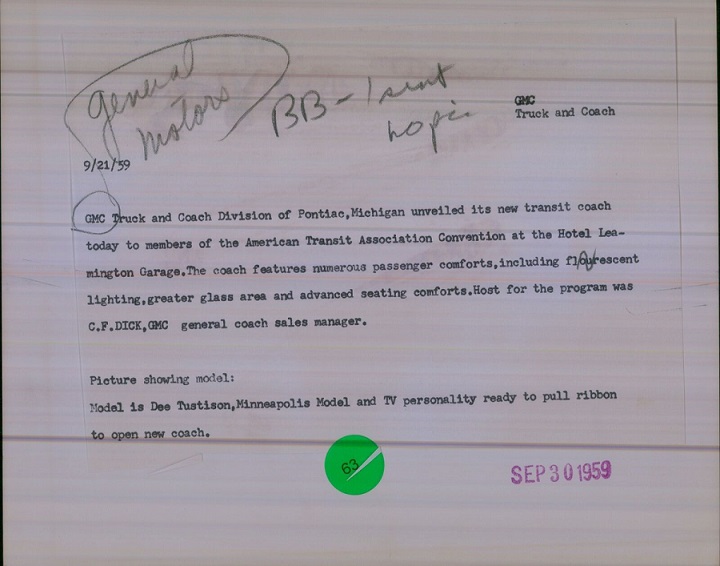 General
Motors
BB - I sent
GMC
Truck and Coach
9/21/59
GMC Truck and Coach Division of Pontiac,Michigan unveiled its new transit coach
today to members of the American Transit Association Convention at the Hotel Lea-
mington Garage.The coach features numerous passenger comforts,including flourescent
lighting,greater glass area and advanced seating comforts.Host for the program was
C.F.DICK,GMC general coach sales manager.
Picture showing model:
Model is Dee Tustison,Minneapolis Model and TV personality ready to pull ribbon
to open new coach.
63
SEP 30 1959